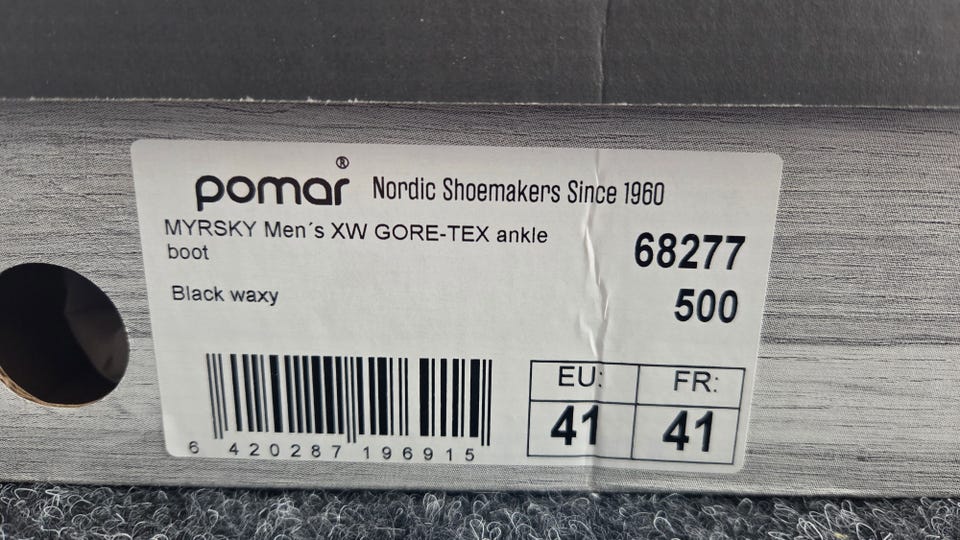 pomar® Nordic Shoemakers Since 1960
MYRSKY Men´s XW GORE-TEX ankle
boot
68277
Black waxy
500
EU: FR:
41 41
6 420287 196915